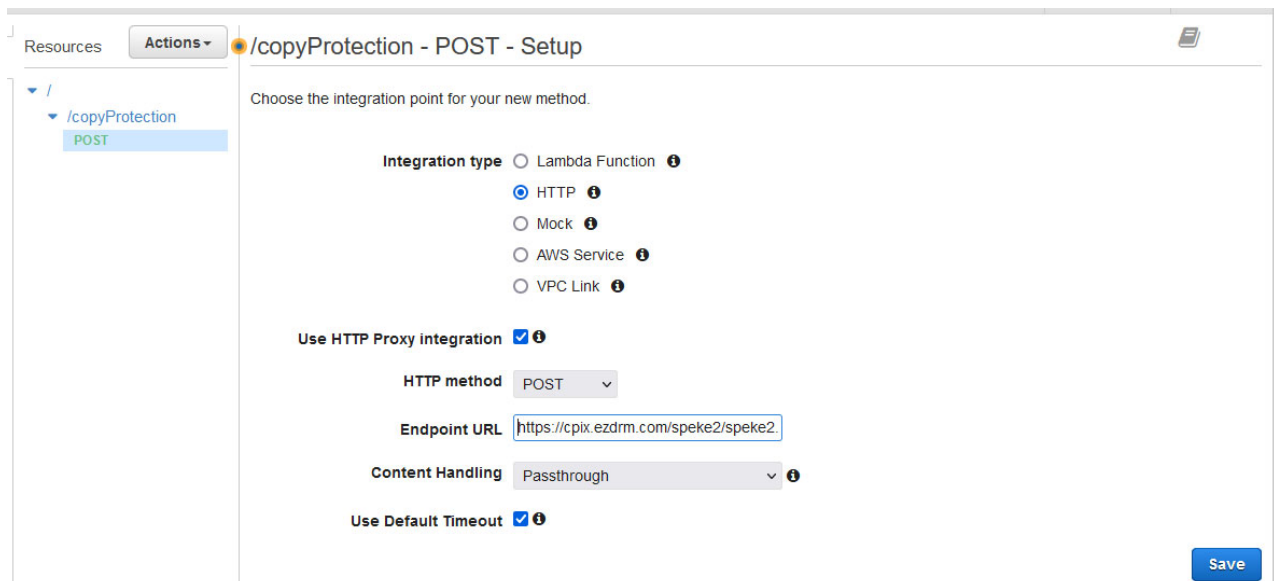 Resources
Actions
/copyProtection - POST - Setup
/
/copyProtection
POST
Choose the integration point for your new method.
Integration type
Lambda Function
HTTP
Mock
AWS Service
VPC Link
Use HTTP Proxy integration
HTTP method POST
Endpoint URL https://cpix.ezdrm.com/speke2/speke2.
Content Handling Passthrough
Use Default Timeout
Save